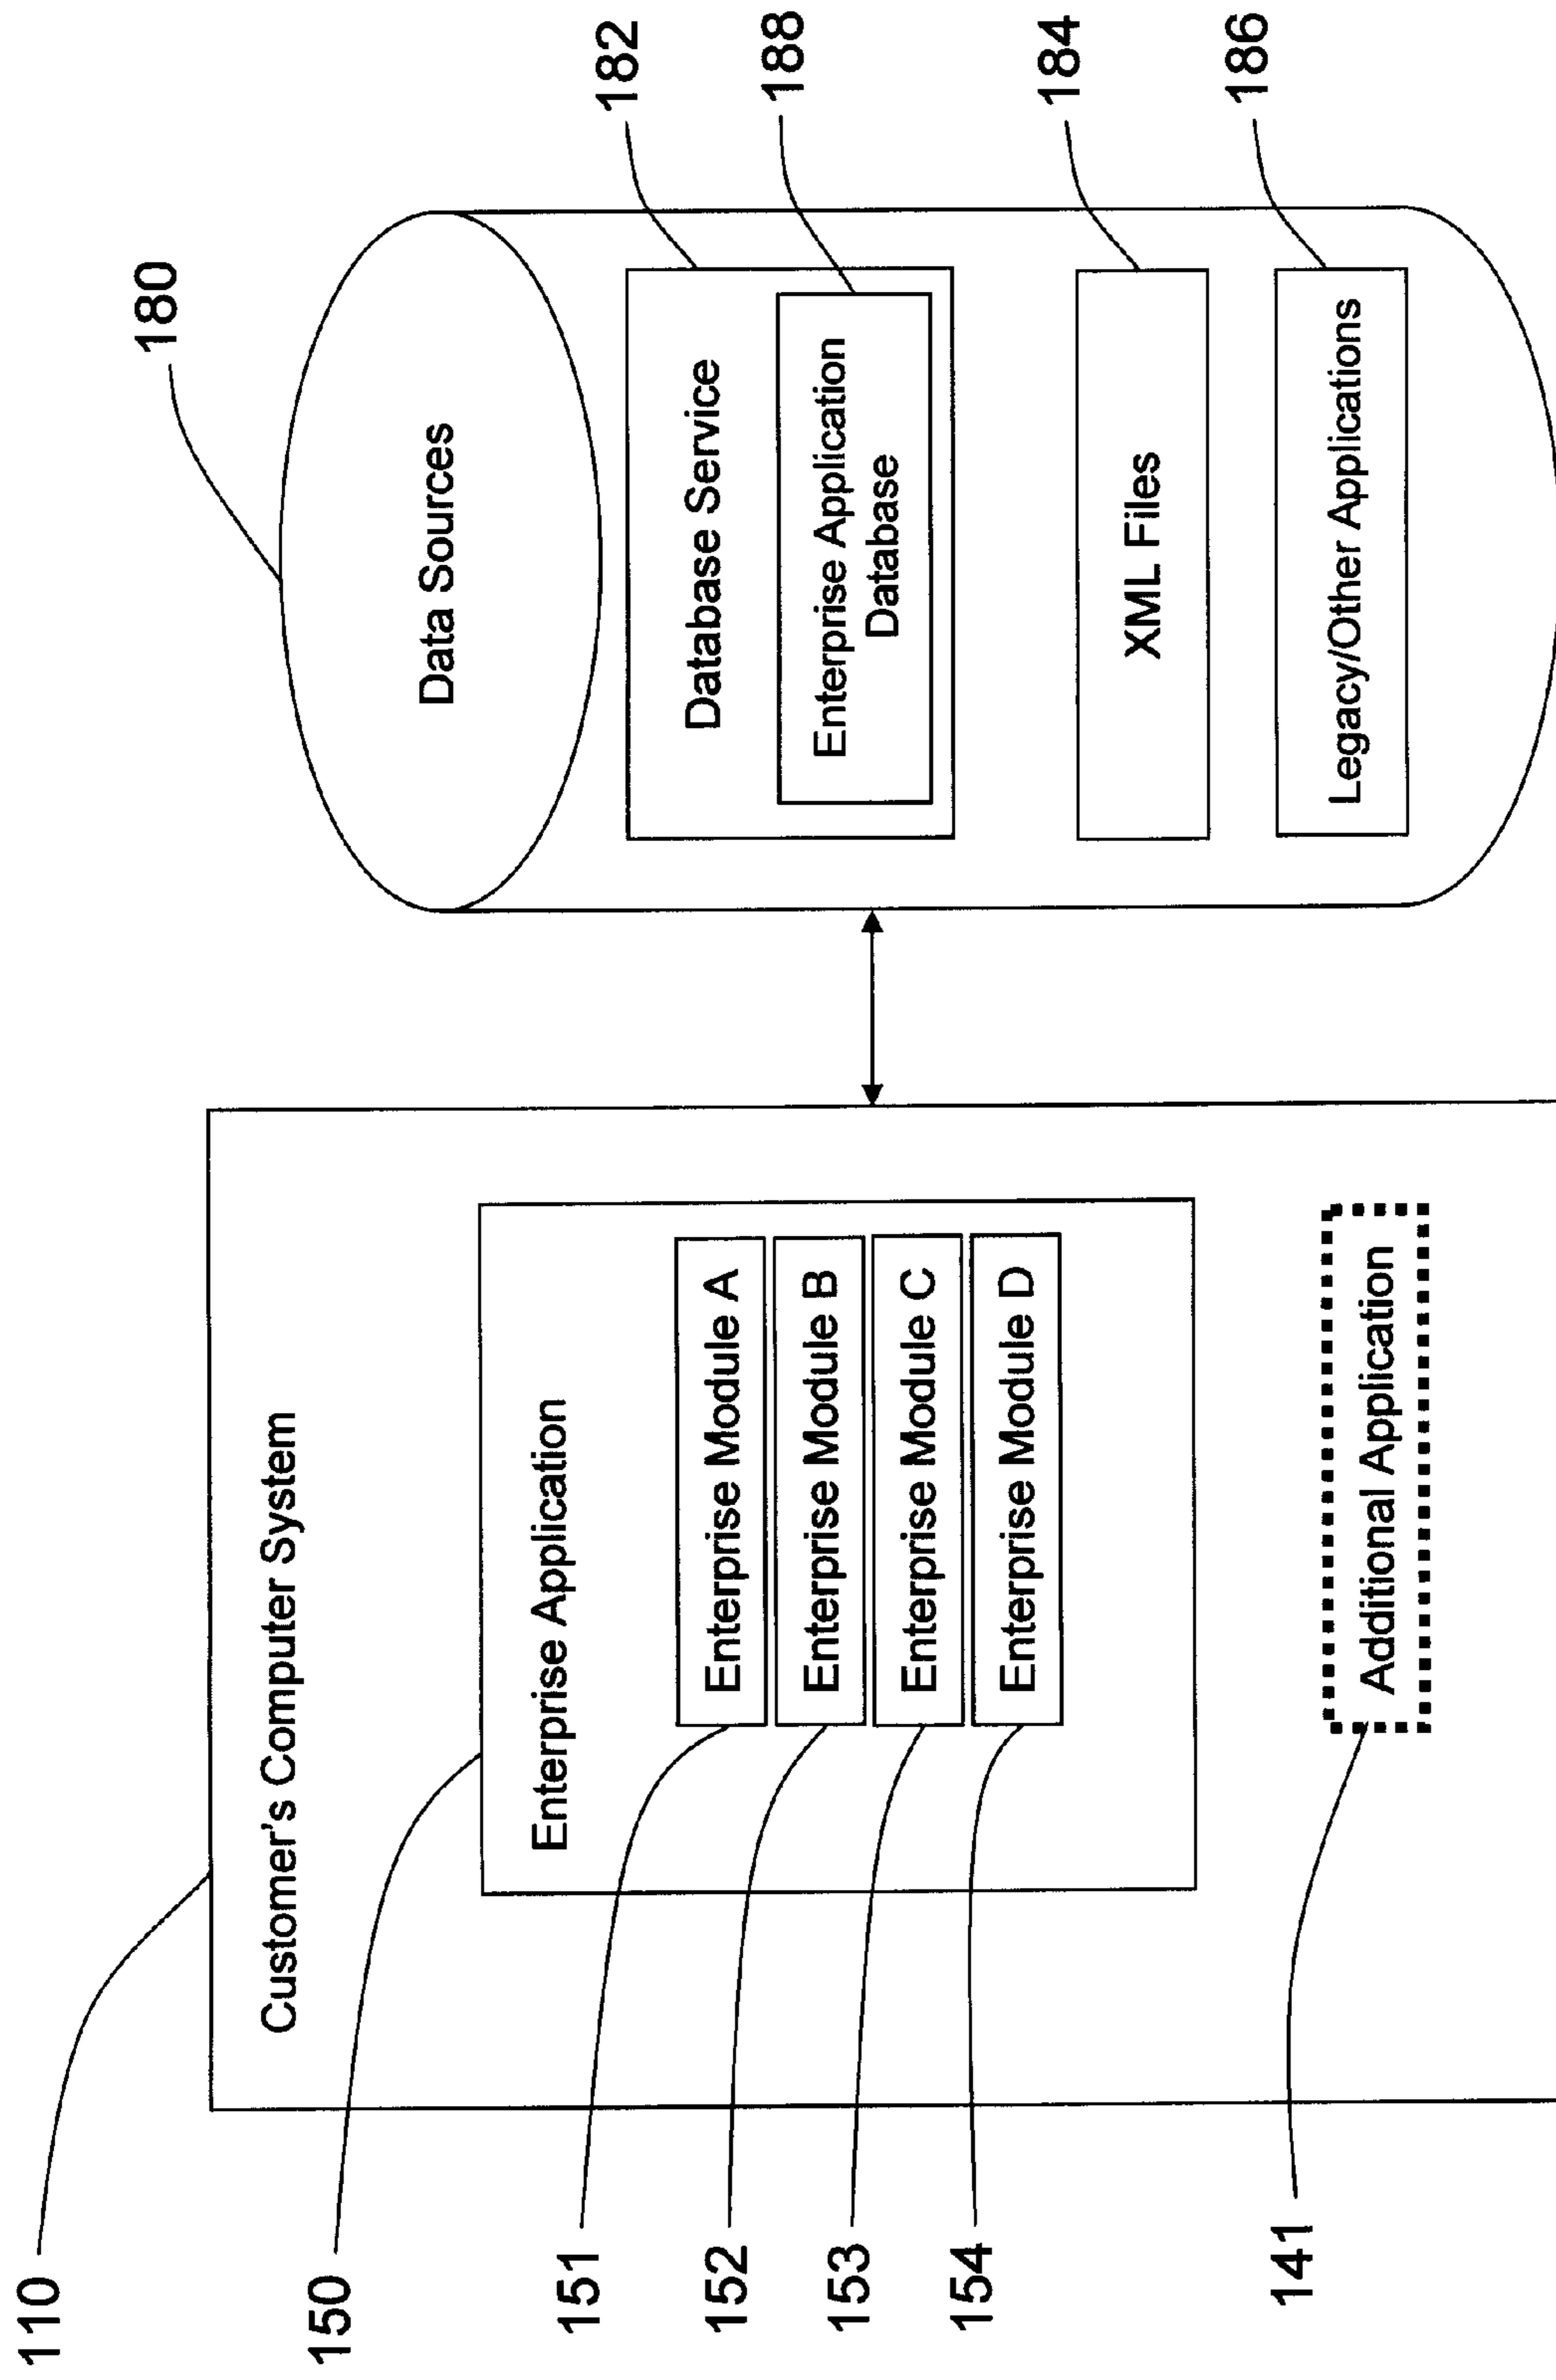 110
Customer's Computer System
150
Enterprise Application
151
Enterprise Module A
152
Enterprise Module B
153
Enterprise Module C
154
Enterprise Module D
141
Additional Application
180
Data Sources
182
Database Service
188
Enterprise Application
Database
184
XML Files
186
Legacy/Other Applications